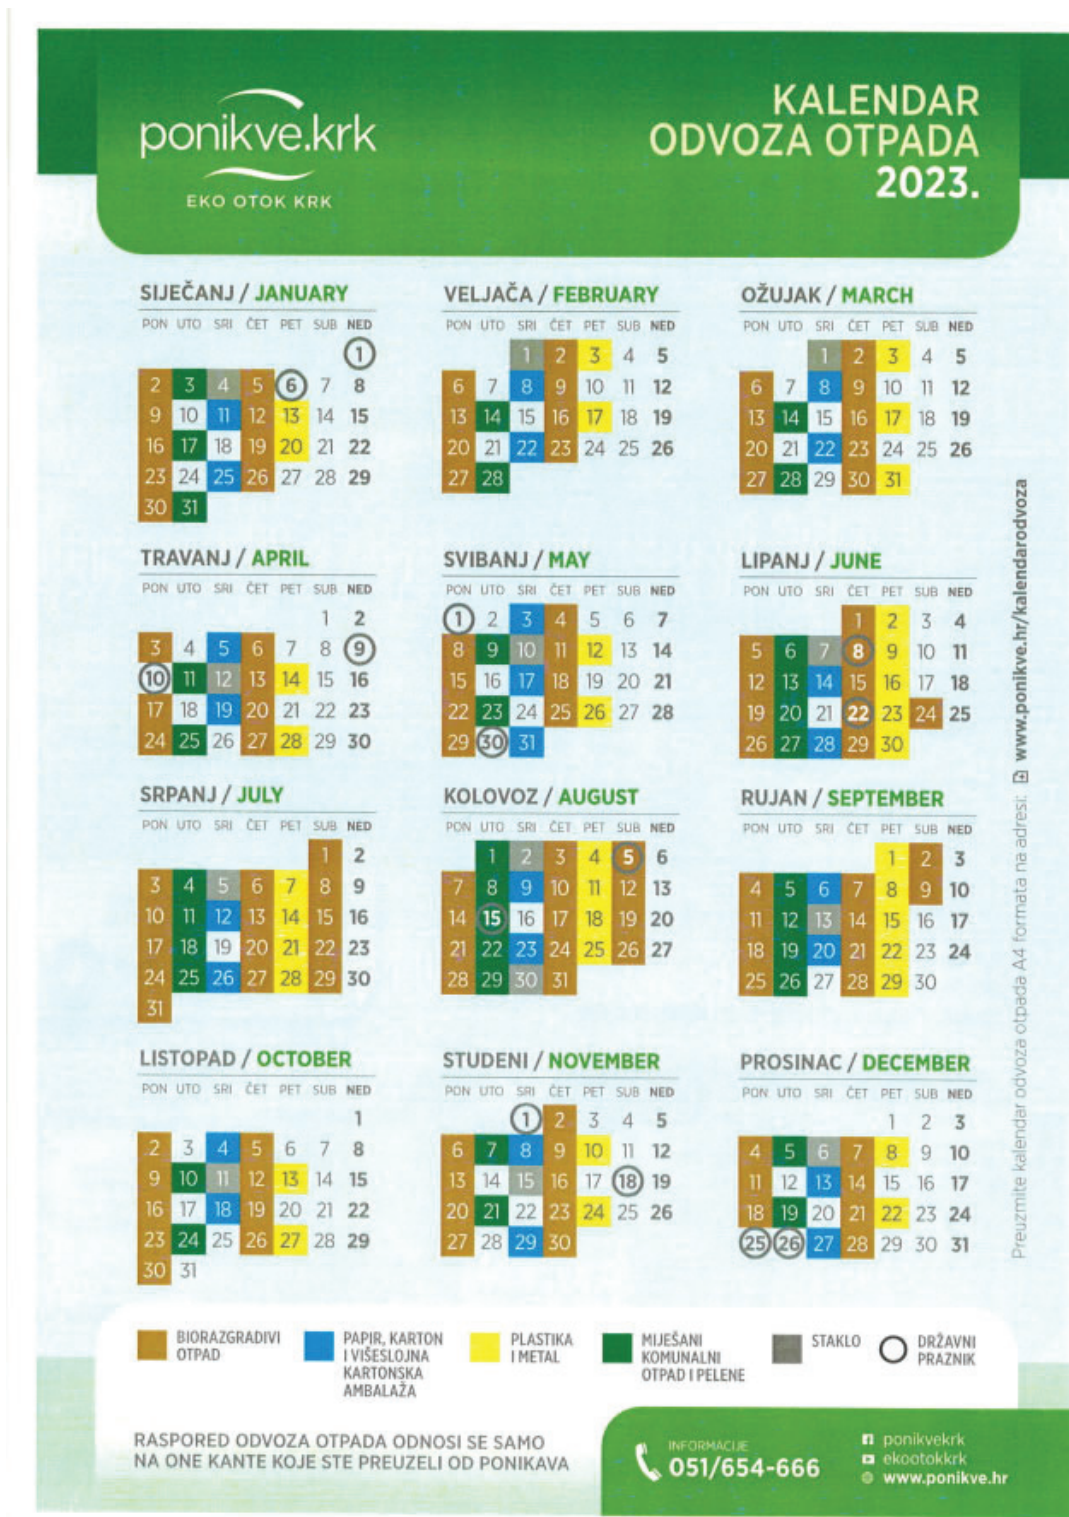 ponikve.krk
EKO OTOK KRK
KALENDAR
ODVOZA OTPADA
2023.
SIJEČANJ / JANUARY
PON UTO SRI ČET PET SUB NED
1
2 3 4 5 6 7 8
9 10 11 12 13 14 15
16 17 18 19 20 21 22
23 24 25 26 27 28 29
30 31
VELJAČA / FEBRUARY
PON UTO SRI ČET PET SUB NED
1 2 3 4 5
6 7 8 9 10 11 12
13 14 15 16 17 18 19
20 21 22 23 24 25 26
27 28
OŽUJAK / MARCH
PON UTO SRI ČET PET SUB NED
1 2 3 4 5
6 7 8 9 10 11 12
13 14 15 16 17 18 19
20 21 22 23 24 25 26
27 28 29 30 31
TRAVANJ / APRIL
PON UTO SRI ČET PET SUB NED
1 2
3 4 5 6 7 8 9
10 11 12 13 14 15 16
17 18 19 20 21 22 23
24 25 26 27 28 29 30
SVIBANJ / MAY
PON UTO SRI ČET PET SUB NED
1 2 3 4 5 6 7
8 9 10 11 12 13 14
15 16 17 18 19 20 21
22 23 24 25 26 27 28
29 30 31
LIPANJ / JUNE
PON UTO SRI ČET PET SUB NED
1 2 3 4
5 6 7 8 9 10 11
12 13 14 15 16 17 18
19 20 21 22 23 24 25
26 27 28 29 30
SRPANJ / JULY
PON UTO SRI ČET PET SUB NED
1 2
3 4 5 6 7 8 9
10 11 12 13 14 15 16
17 18 19 20 21 22 23
24 25 26 27 28 29 30
31
KOLOVOZ / AUGUST
PON UTO SRI ČET PET SUB NED
1 2 3 4 5 6
7 8 9 10 11 12 13
14 15 16 17 18 19 20
21 22 23 24 25 26 27
28 29 30 31
RUJAN / SEPTEMBER
PON UTO SRI ČET PET SUB NED
1 2 3
4 5 6 7 8 9 10
11 12 13 14 15 16 17
18 19 20 21 22 23 24
25 26 27 28 29 30
LISTOPAD / OCTOBER
PON UTO SRI ČET PET SUB NED
1
2 3 4 5 6 7 8
9 10 11 12 13 14 15
16 17 18 19 20 21 22
23 24 25 26 27 28 29
30 31
STUDENI / NOVEMBER
PON UTO SRI ČET PET SUB NED
1 2 3 4 5
6 7 8 9 10 11 12
13 14 15 16 17 18 19
20 21 22 23 24 25 26
27 28 29 30
PROSINAC / DECEMBER
PON UTO SRI ČET PET SUB NED
1 2 3
4 5 6 7 8 9 10
11 12 13 14 15 16 17
18 19 20 21 22 23 24
25 26 27 28 29 30 31
Preuzmite kalendar odvoza otpada A4 formata na adresi: www.ponikve.hr/kalendarodvoza
BIORAZGRADIVI
OTPAD
PAPIR, KARTON
I VIŠESLOJNA
KARTONSKA
AMBALAŽA
PLASTIKA
I METAL
MIJEŠANI
KOMUNALNI
OTPAD I PELENE
STAKLO
DRŽAVNI
PRAZNIK
RASPORED ODVOZA OTPADA ODNOSI SE SAMO
NA ONE KANTE KOJE STE PREUZELI OD PONIKAVA
INFORMACIJE
051/654-666
ponikvekrk
ekootokkrk
www.ponikve.hr